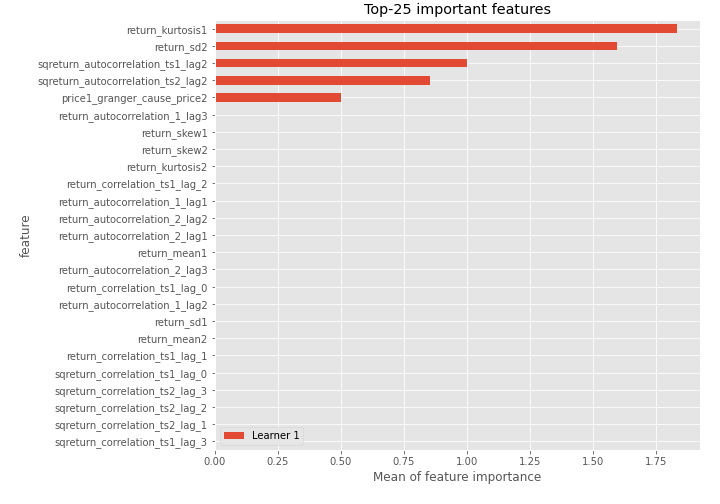 Top-25 important features
return_kurtosis1
return_sd2
sqreturn_autocorrelation_ts1_lag2
sqreturn_autocorrelation_ts2_lag2
price1_granger_cause_price2
return_autocorrelation_1_lag3
return_skew1
return_skew2
return_kurtosis2
return_correlation_ts1_lag_2
return_autocorrelation_1_lag1
return_autocorrelation_2_lag2
return_autocorrelation_2_lag1
return_mean1
return_autocorrelation_2_lag3
return_correlation_ts1_lag_0
return_autocorrelation_1_lag2
return_sd1
return_mean2
return_correlation_ts1_lag_1
sqreturn_correlation_ts1_lag_0
sqreturn_correlation_ts2_lag_3
sqreturn_correlation_ts2_lag_2
sqreturn_correlation_ts2_lag_1
sqreturn_correlation_ts1_lag_3
feature
Learner 1
0.00 0.25 0.50 0.75 1.00 1.25 1.50 1.75
Mean of feature importance